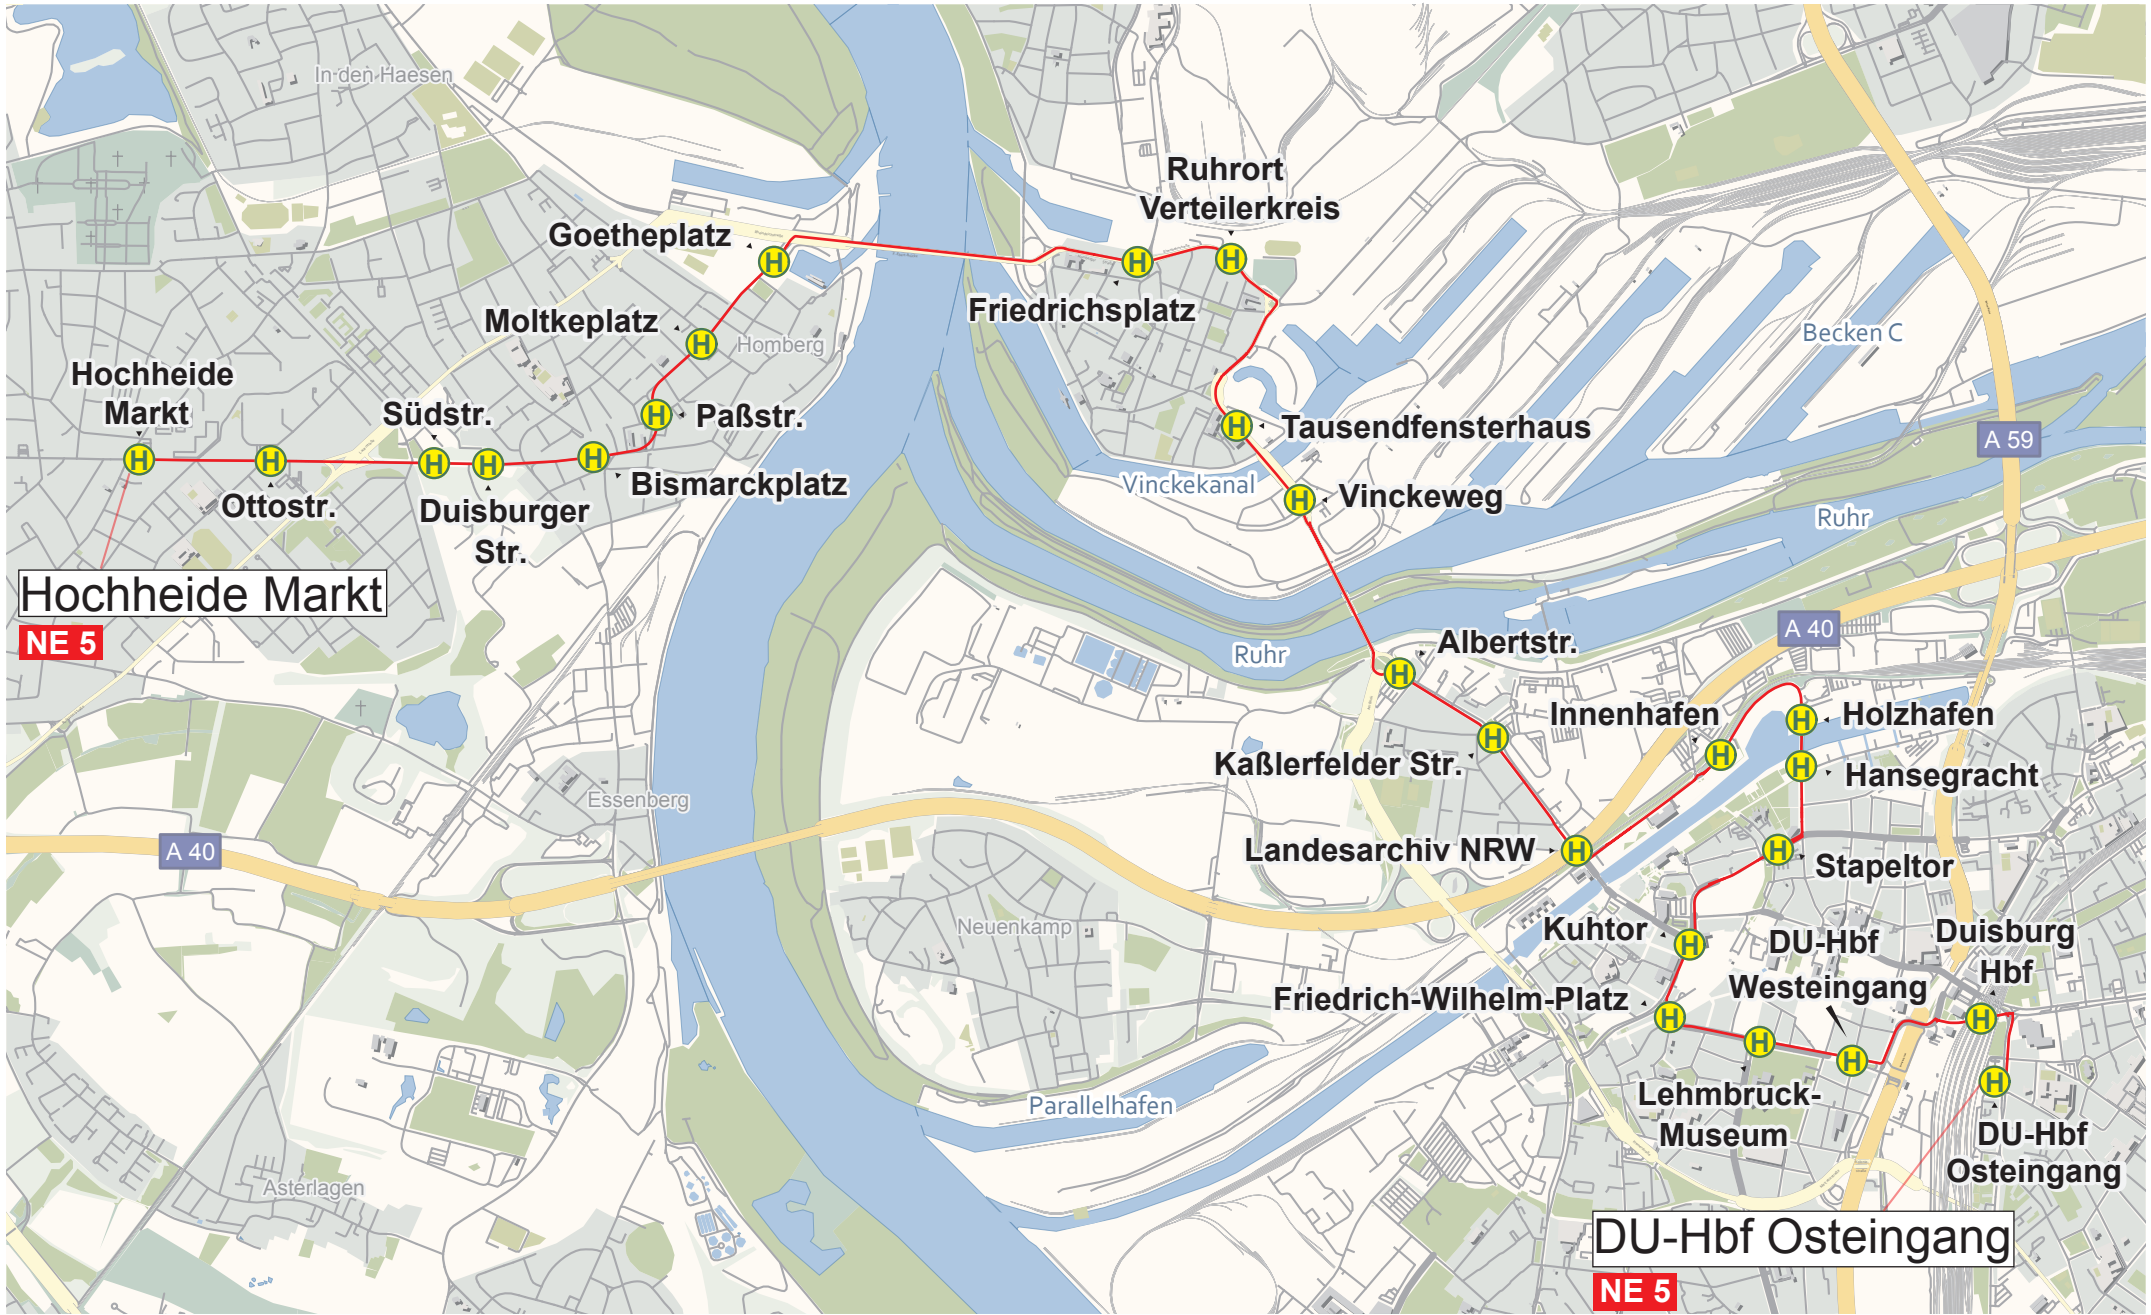 In den Haesen
Ruhrort
Verteilerkreis
Goetheplatz
Friedrichsplatz
Moltkeplatz
Homberg
Becken C
Hochheide
Markt
Südstr.
Paßstr.
Tausendfensterhaus
A 59
H
H
H
H
H
H
H
H
H
H
H
H
Ottostr.
Duisburger
Str.
Bismarckplatz
Vinckekanal
Vinckeweg
Ruhr
Hochheide Markt
NE 5
A 40
Ruhr
Albertstr.
H
H
H
H
H
H
Innenhafen
Holzhafen
Kaßlerfelder Str.
Hansegracht
Essenberg
A 40
Landesarchiv NRW
H
H
Stapeltor
Neuenkamp
Kuhtor
H
DU-Hbf
Westeingang
Duisburg
Hbf
Friedrich-Wilhelm-Platz
H
H
H
H
H
Parallelhafen
Lehmbruck-
Museum
DU-Hbf
Osteingang
Asterlagen
DU-Hbf Osteingang
NE 5